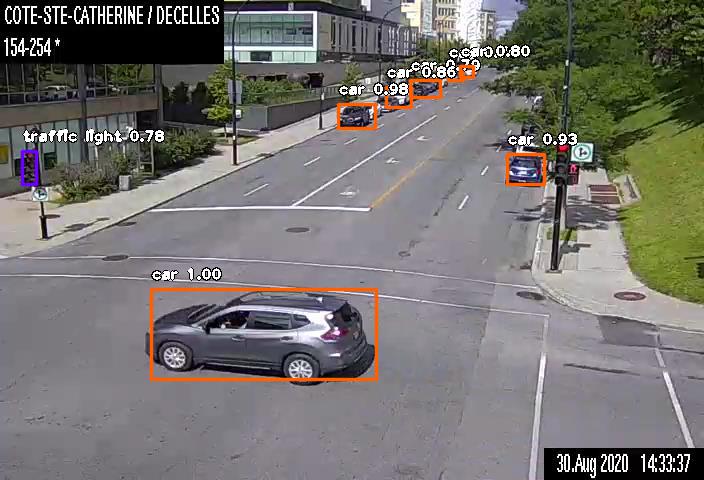 COTE-STE-CATHERINE / DECELLES
154-254 *
car 0.80
car 0.86
car 0.98
traffic light 0.78
car 0.93
car 1.00
30.Aug 2020 14:33:37